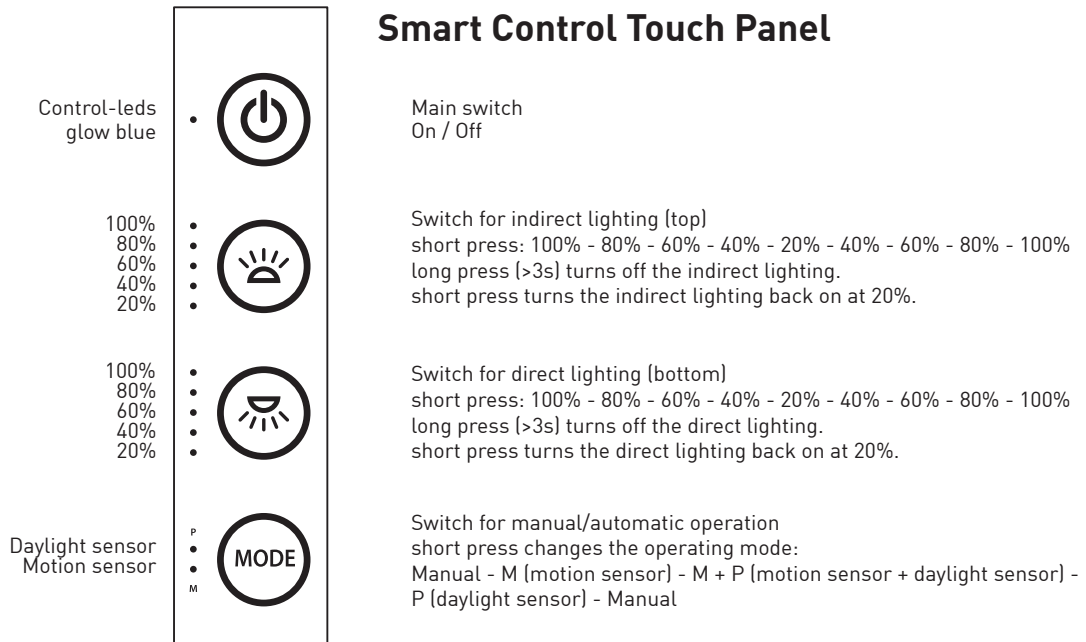 Smart Control Touch Panel
Control-leds
glow blue
Main switch
On / Off
100%
80%
60%
40%
20%
Switch for indirect lighting (top)
short press: 100% - 80% - 60% - 40% - 20% - 40% - 60% - 80% - 100%
long press (>3s) turns off the indirect lighting.
short press turns the indirect lighting back on at 20%.
100%
80%
60%
40%
20%
Switch for direct lighting (bottom)
short press: 100% - 80% - 60% - 40% - 20% - 40% - 60% - 80% - 100%
long press (>3s) turns off the direct lighting.
short press turns the direct lighting back on at 20%.
Daylight sensor
Motion sensor
P
M
MODE
Switch for manual/automatic operation
short press changes the operating mode:
Manual - M (motion sensor) - M + P (motion sensor + daylight sensor) -
P (daylight sensor) - Manual